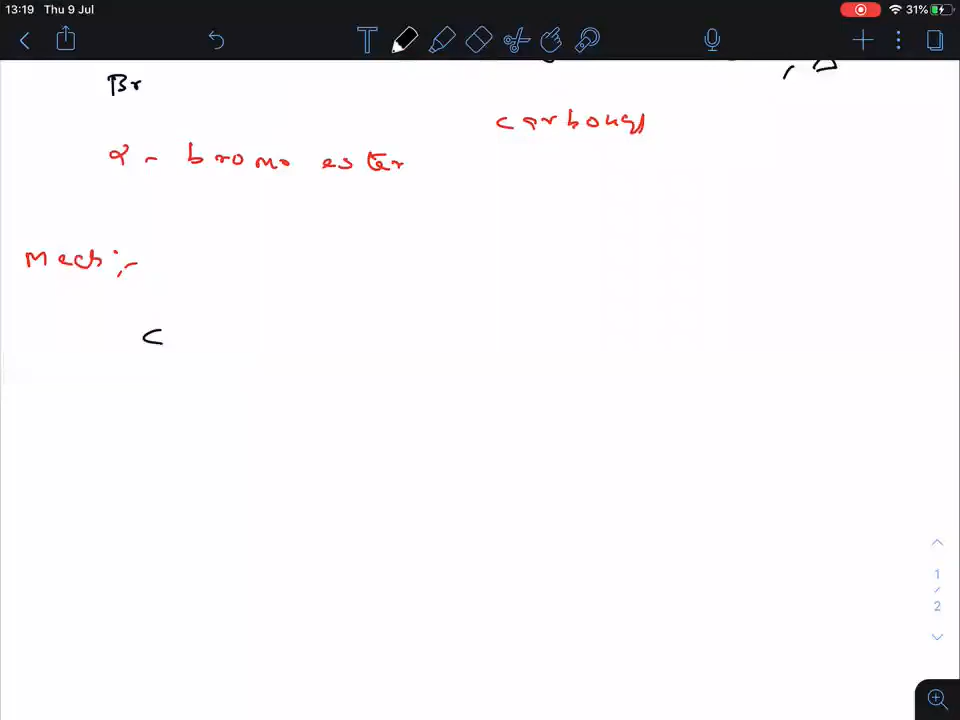 13:19 Thu 9 Jul
31%
Br
carbonyl
α - bromo ester
Mech :-
C
1
/
2